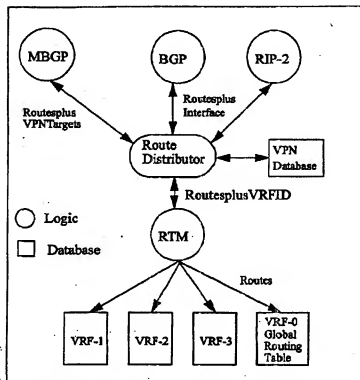 MBGP
BGP
RIP-2
Routesplus
VPNTargets
Routesplus
Interface
Route
Distributor
VPN
Database
RoutesplusVRFID
Logic
RTM
Database
Routes
VRF-1
VRF-2
VRF-3
VRF-0
Global
Routing
Table